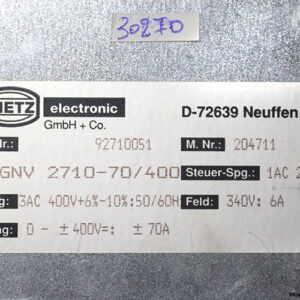 30270
IETZ electronic D-72639 Neuffen
GmbH + Co.
Nr.: 92710051 M. Nr.: 204711
GNV 2710-70/400 Steuer-Spg.: 1AC 2
g: 3AC 400V+6%-10%;50/60H Feld: 340V: 6A
ng: 0 - ±400V=; ± 70A